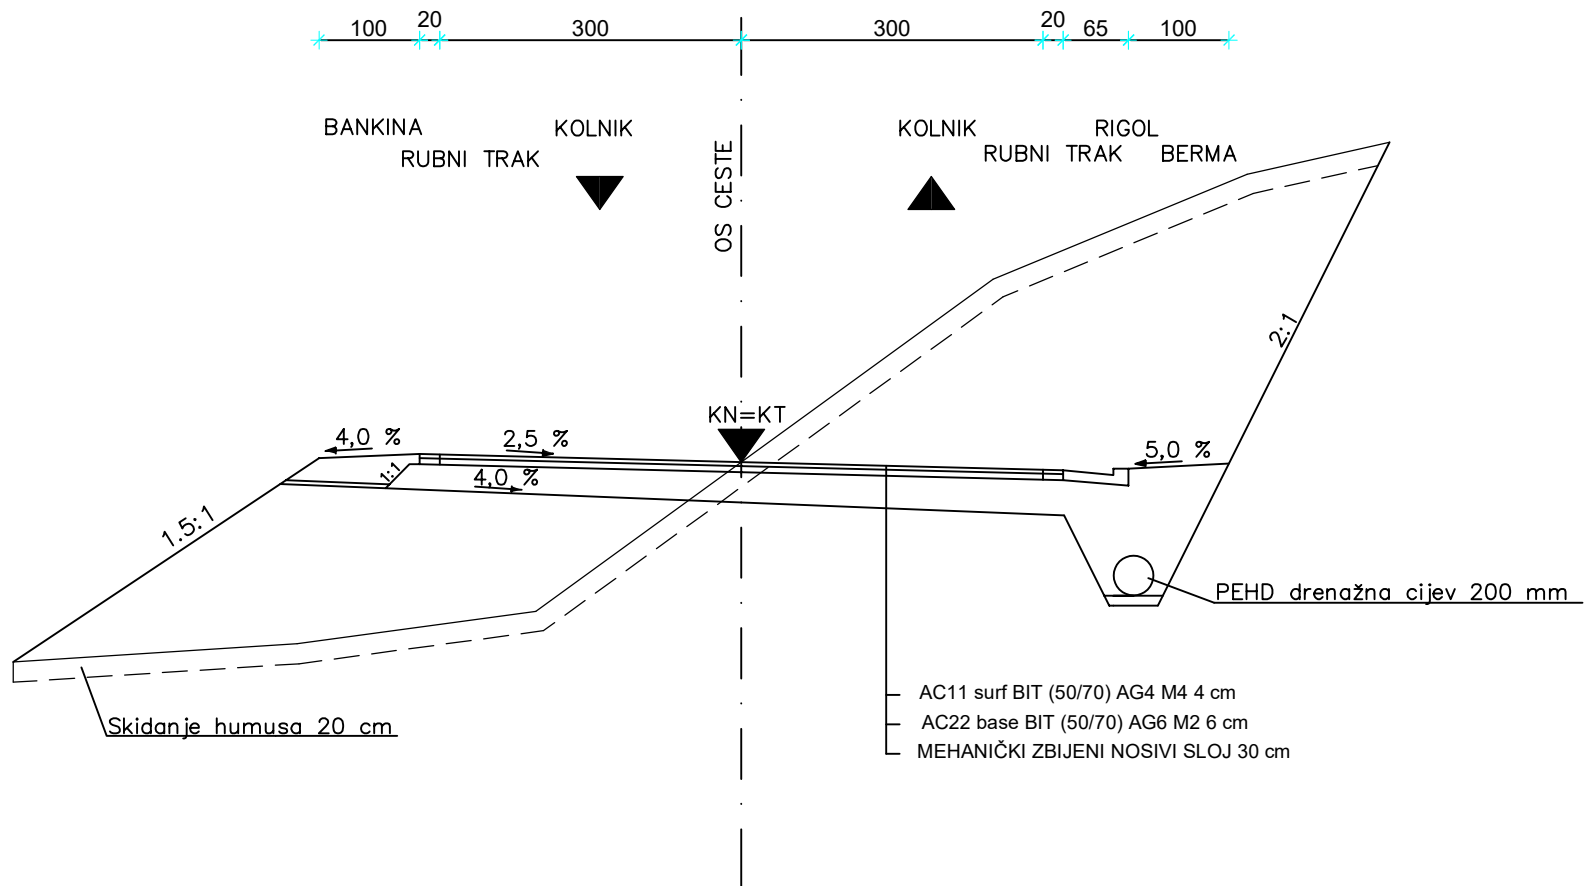 100
20
300
300
20
65
100
BANKINA
KOLNIK
KOLNIK
RIGOL
RUBNI TRAK
RUBNI TRAK
BERMA
OS CESTE
2:1
KN=KT
4,0 %
2,5 %
5,0 %
1:1
4,0 %
1.5:1
PEHD drenažna cijev 200 mm
AC11 surf BIT (50/70) AG4 M4 4 cm
AC22 base BIT (50/70) AG6 M2 6 cm
MEHANIČKI ZBIJENI NOSIVI SLOJ 30 cm
Skidanje humusa 20 cm